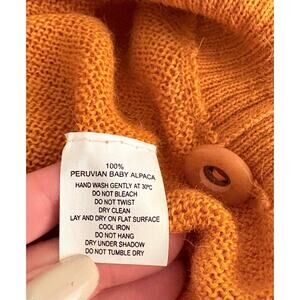 100%
PERUVIAN BABY ALPACA
HAND WASH GENTLY AT 30ºC
DO NOT BLEACH
DO NOT TWIST
DRY CLEAN
LAY AND DRY ON FLAT SURFACE
COOL IRON
DO NOT HANG
DRY UNDER SHADOW
DO NOT TUMBLE DRY